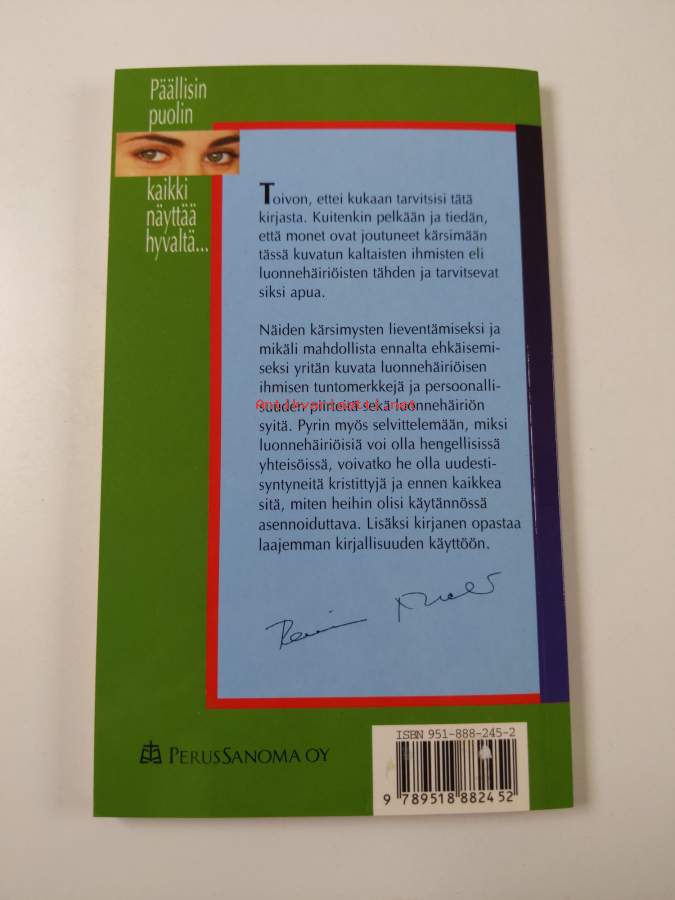 Päällisin
puolin
kaikki
näyttää
hyvältä...
Toivon, ettei kukaan tarvitsisi tätä
kirjasta. Kuitenkin pelkään ja tiedän,
että monet ovat joutuneet kärsimään
tässä kuvatun kaltaisten ihmisten eli
luonnehäiriöisten tähden ja tarvitsevat
siksi apua.
Näiden kärsimysten lieventämiseksi ja
mikäli mahdollista ennalta ehkäisemi-
seksi yritän kuvata luonnehäiriöisen
ihmisen tuntomerkkejä ja persoonalli-
Antikvariaatti.net
suuden piirteitä sekä luonnehäiriön
syitä. Pyrin myös selvittelemään, miksi
luonnehäiriöisiä voi olla hengellisissä
yhteisöissä, voivatko he olla uudesti-
syntyneitä kristittyjä ja ennen kaikkea
sitä, miten heihin olisi käytännössä
asennoiduttava. Lisäksi kirjanen opastaa
laajemman kirjallisuuden käyttöön.
PERUSSANOMA OY
ISBN 951-888-245-2
9 789518 882452